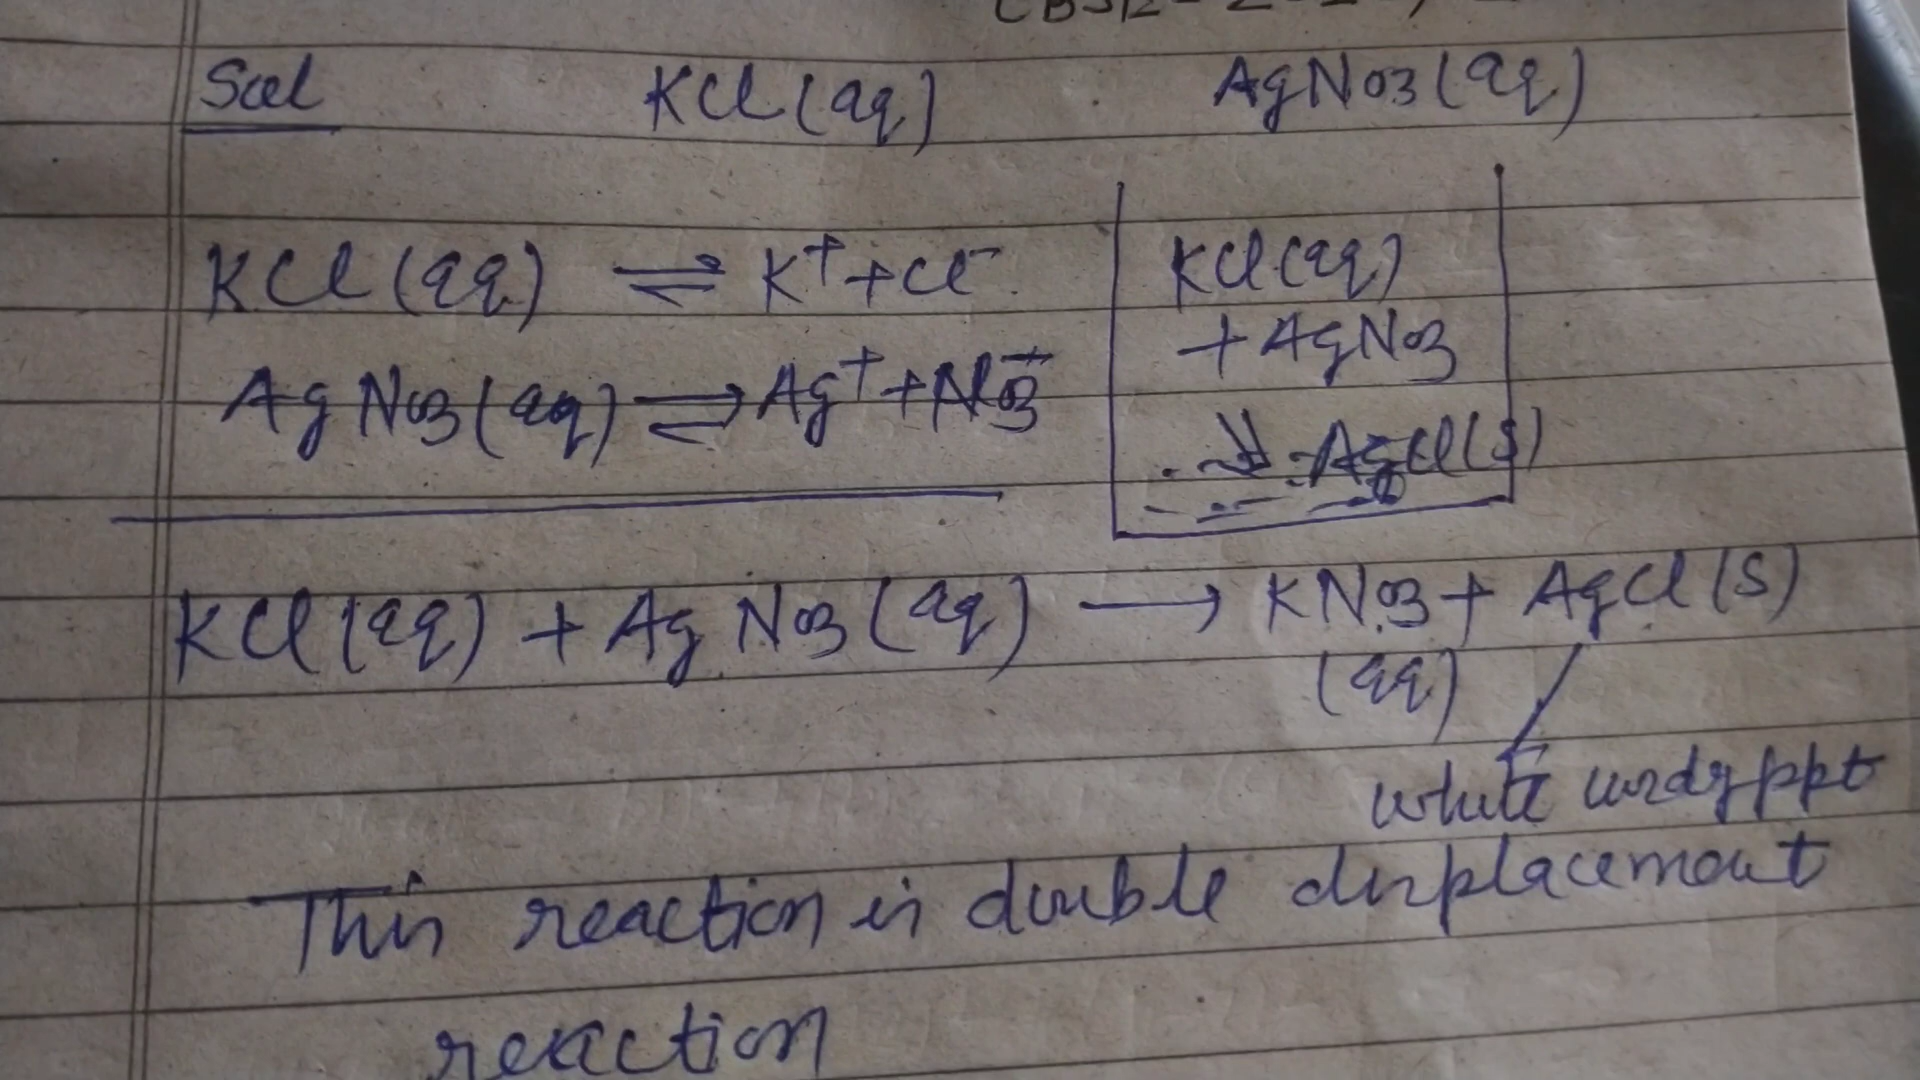 Sol KCl(aq) AgNO3(aq)
KCl(aq) ⇌ K⁺+Cl⁻
AgNO3(aq) ⇌ Ag⁺+NO3⁻
KCl(aq)
+AgNO3
AgCl(s)
KCl(aq) + AgNO3(aq) → KNO3 + AgCl(s)
(aq)
white curdy ppt
This reaction is double displacement
reaction